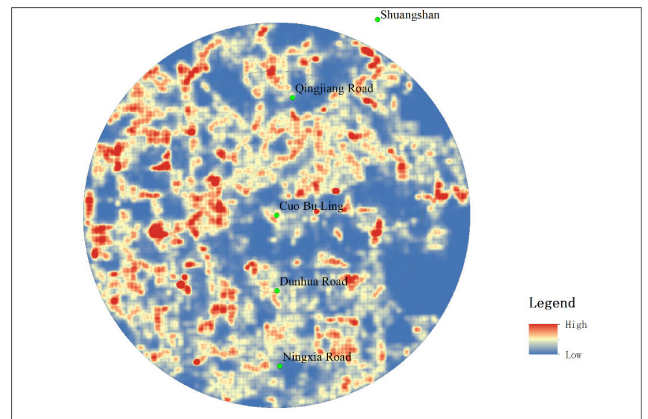 Shuangshan
Qingjiang Road
Cuo Bu Ling
Dunhua Road
Legend
High
Low
Ningxia Road